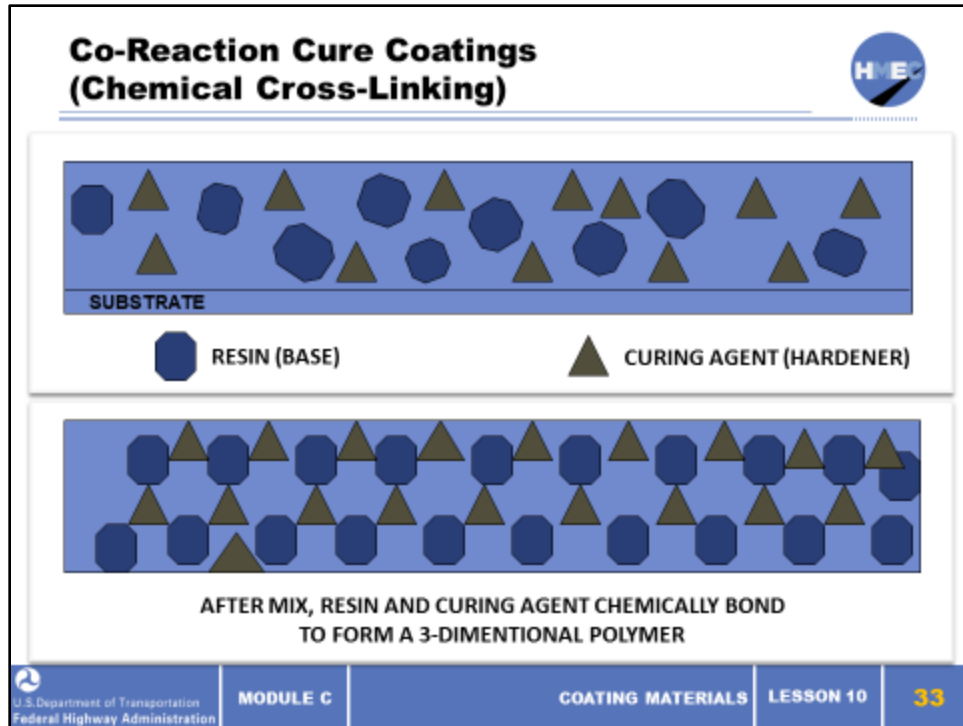 Co-Reaction Cure Coatings
(Chemical Cross-Linking)
HMEC
SUBSTRATE
RESIN (BASE)
CURING AGENT (HARDENER)
AFTER MIX, RESIN AND CURING AGENT CHEMICALLY BOND
TO FORM A 3-DIMENTIONAL POLYMER
U.S.Department of Transportation
Federal Highway Administration
MODULE C
COATING MATERIALS
LESSON 10
33